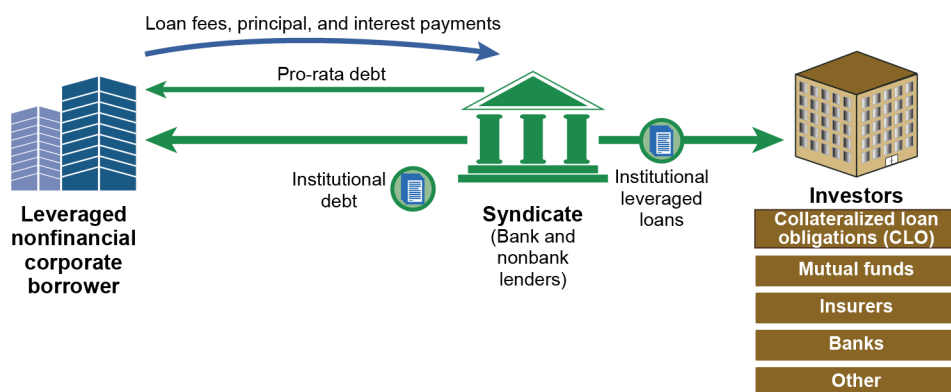 Loan fees, principal, and interest payments
Pro-rata debt
Institutional
debt
Institutional
leveraged
loans
Leveraged
nonfinancial
corporate
borrower
Syndicate
(Bank and
nonbank
lenders)
Investors
Collateralized loan
obligations (CLO)
Mutual funds
Insurers
Banks
Other